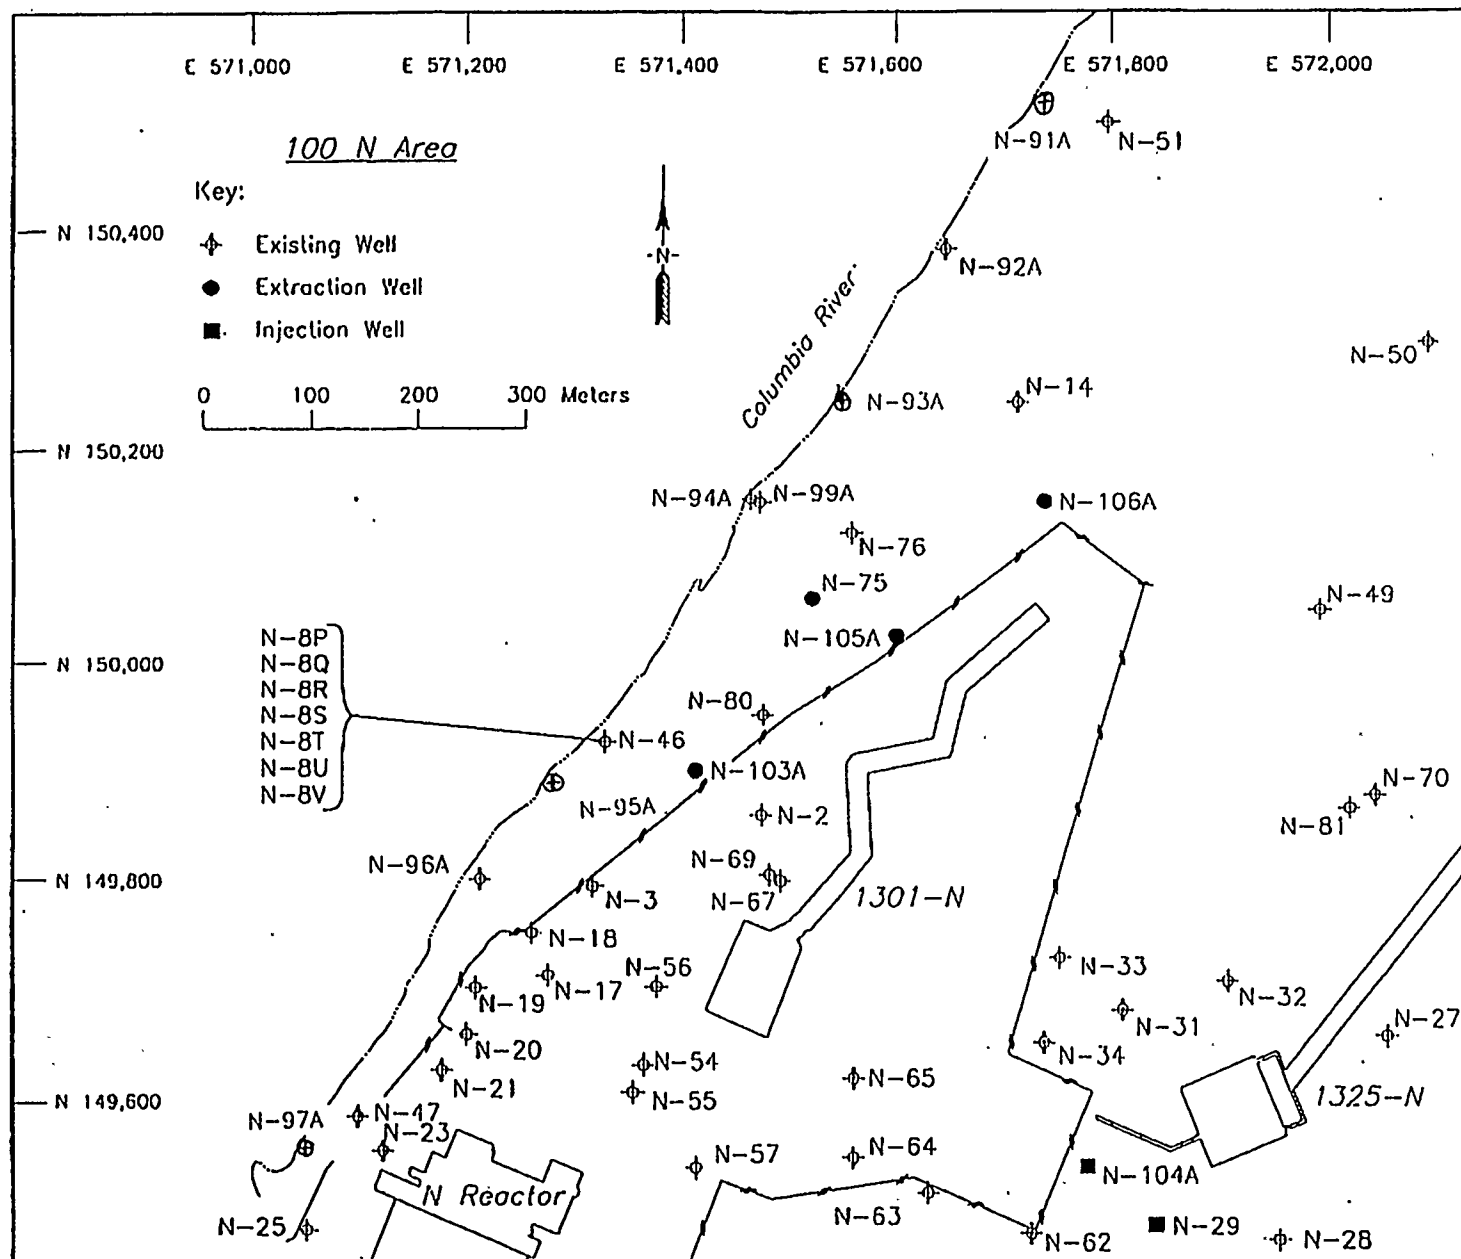 E 571,000
E 571,200
E 571,400
E 571,600
E 571,800
E 572,000
100 N Area
N-91A
N-51
Key:
N 150,400
Existing Well
-N-
N-92A
Extraction Well
Injection Well
Columbia River
N-50
0 100 200 300 Meters
N-14
N-93A
N 150,200
N-94A
N-99A
N-106A
N-76
N-75
N-49
N-105A
N-8P
N-8Q
N-8R
N-8S
N-8T
N-8U
N-8V
N 150,000
N-80
N-46
N-103A
N-70
N-95A
N-2
N-81
N-96A
N-69
N 149,800
N-3
N-67
1301-N
N-18
N-56
N-33
N-19
N-17
N-32
N-31
N-27
N-20
N-34
N-54
N-21
N-65
N-55
1325-N
N 149,600
N-97A
N-47
N-23
N-57
N-64
N-104A
N Reactor
N-63
N-25
N-62
N-29
N-28